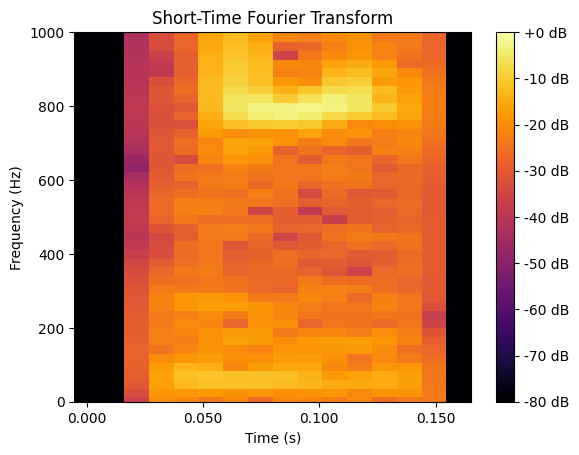 Short-Time Fourier Transform
1000
800
600
400
200
0
Frequency (Hz)
0.000
0.050
0.100
0.150
Time (s)
+0 dB
-10 dB
-20 dB
-30 dB
-40 dB
-50 dB
-60 dB
-70 dB
-80 dB